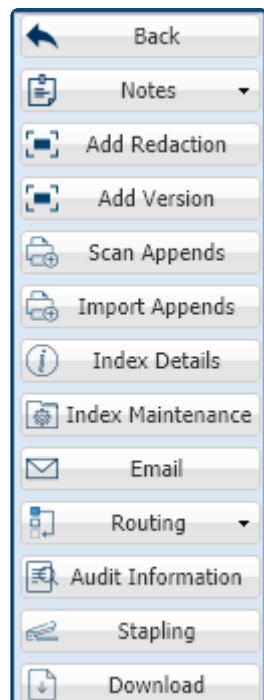 Back
Notes
Add Redaction
Add Version
Scan Appends
Import Appends
Index Details
Index Maintenance
Email
Routing
Audit Information
Stapling
Download